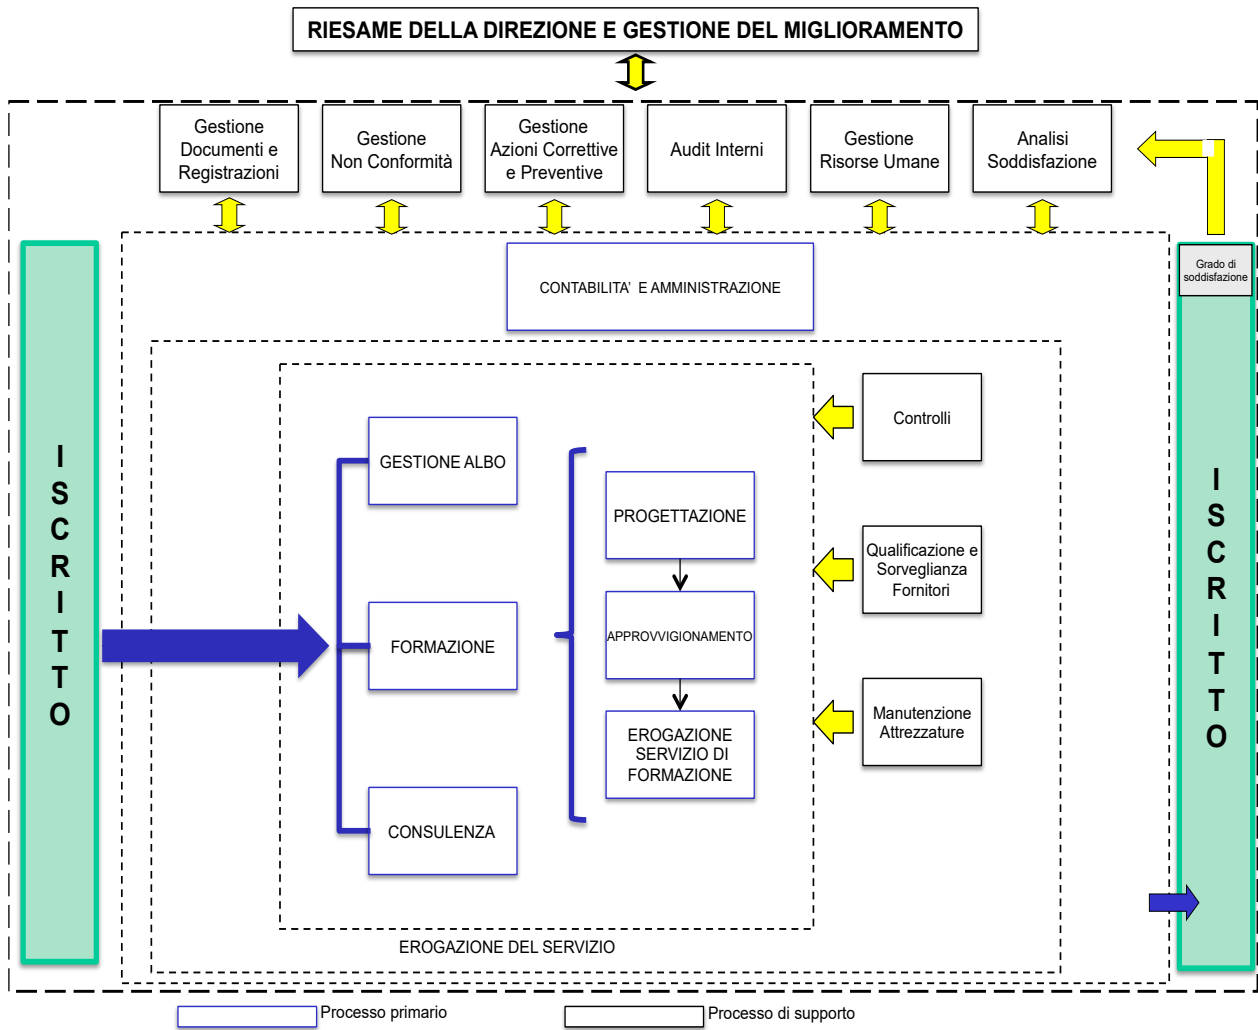 RIESAME DELLA DIREZIONE E GESTIONE DEL MIGLIORAMENTO
Gestione
Documenti e
Registrazioni
Gestione
Non Conformità
Gestione
Azioni Correttive
e Preventive
Audit Interni
Gestione
Risorse Umane
Analisi
Soddisfazione
CONTABILITA' E AMMINISTRAZIONE
Grado di
soddisfazione
I
S
C
R
I
T
T
O
GESTIONE ALBO
FORMAZIONE
CONSULENZA
PROGETTAZIONE
APPROVVIGIONAMENTO
EROGAZIONE
SERVIZIO DI
FORMAZIONE
Controlli
Qualificazione e
Sorveglianza
Fornitori
Manutenzione
Attrezzature
I
S
C
R
I
T
T
O
EROGAZIONE DEL SERVIZIO
Processo primario
Processo di supporto